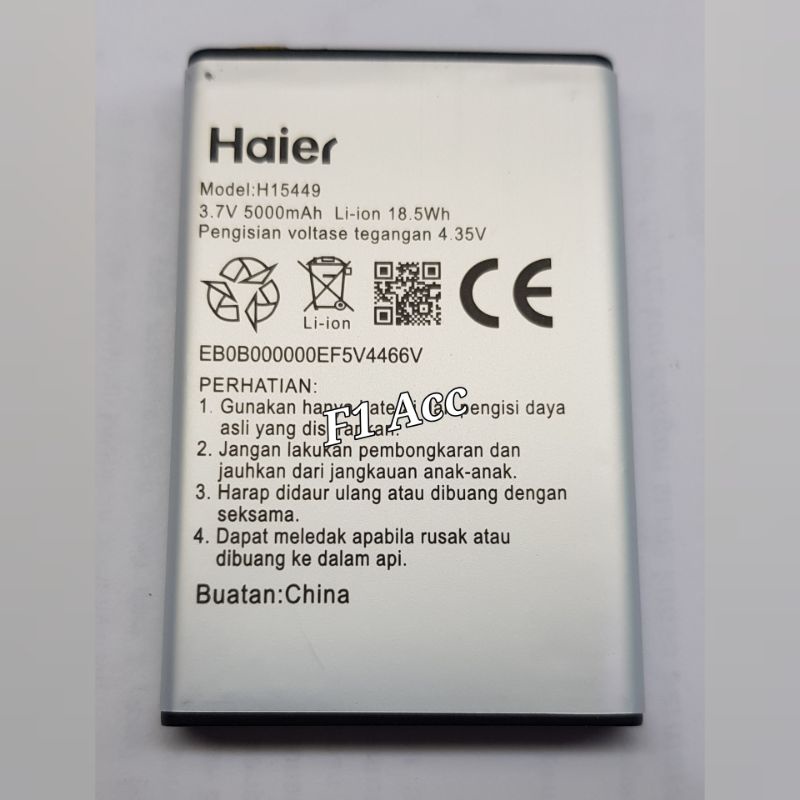 Haier
Model:H15449
3.7V 5000mAh Li-ion 18.5Wh
Pengisian voltase tegangan 4.35V
CE
Li-ion
EB0B000000EF5V4466V
PERHATIAN:
1. Gunakan hanya pengisi daya
asli yang
F1 Acc
2. Jangan lakukan pembongkaran dan
jauhkan dari jangkauan anak-anak.
3. Harap didaur ulang atau dibuang dengan
seksama.
4. Dapat meledak apabila rusak atau
dibuang ke dalam api.
Buatan:China